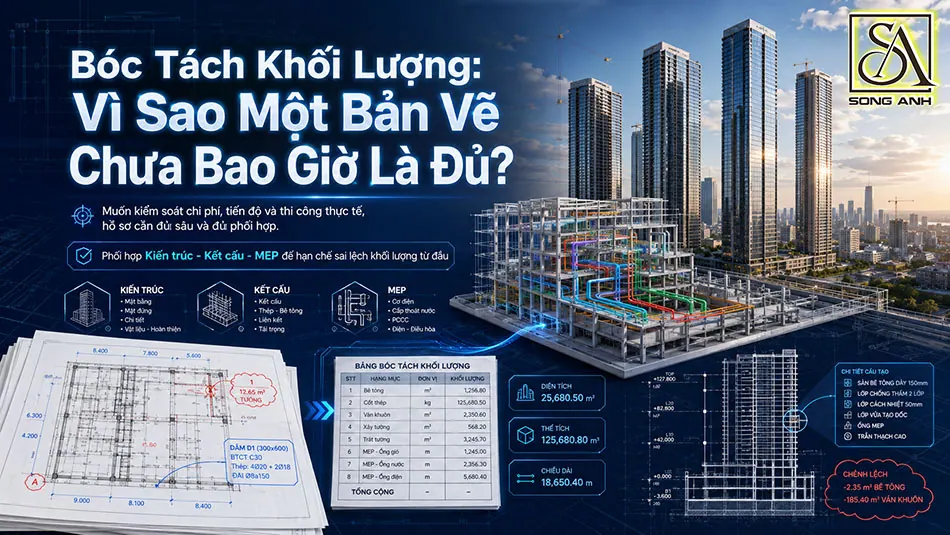 SA
SONG ANH
Bóc Tách Khối Lượng:
Vì Sao Một Bản Vẽ
Chưa Bao Giờ Là Đủ?
Muốn kiểm soát chi phí, tiến độ và thi công thực tế,
hồ sơ cần đủ sâu và đủ phối hợp.
Phối hợp Kiến trúc - Kết cấu - MEP để hạn chế sai lệch khối lượng từ đầu
KIẾN TRÚC
• Mặt bằng
• Mặt đứng
• Chi tiết
• Vật liệu - Hoàn thiện
KẾT CẤU
• Kết cấu
• Thép - Bê tông
• Liên kết
• Tải trọng
MEP
• Cơ điện
• Cấp thoát nước
• PCCC
• Điện - Điều hòa
8.400 7.800 5.400
1
12,65 m²
TƯỜNG
6.300
4.200
DẦM D1 (300x600)
BTCT C30
Thép: 4Ø20 + 2Ø18
ĐAI Ø8a150
A
9.000 8.100 8.400
BẢNG BÓC TÁCH KHỐI LƯỢNG
STT HẠNG MỤC ĐƠN VỊ KHỐI LƯỢNG
1 Bê tông m³ 1,256.80
2 Cốt thép kg 125,680.50
3 Ván khuôn m² 2,350.60
4 Xây tường m² 568.20
5 Trát tường m² 3,245.70
6 MEP - Ống gió m 1,245.00
7 MEP - Ống nước m 2,356.30
8 MEP - Ống điện m 5,680.40
TỔNG CỘNG – –
DIỆN TÍCH
25,680.50 m²
THỂ TÍCH
125,680.80 m³
CHIỀU DÀI
18,650.40 m
TOP
+127.800
+82,800
+42,000
±0.000
-3.600
CHI TIẾT CẤU TẠO
SÀN BÊ TÔNG DÀY 150mm
LỚP CHỐNG THẤM 2 LỚP
LỚP CÁCH NHIỆT 50mm
LỚP VỮA TẠO DỐC
ỐNG MEP
TRẦN THẠCH CAO
CHÊNH LỆCH
-2.35 m³ BÊ TÔNG
-185.40 m² VÁN KHUÔN